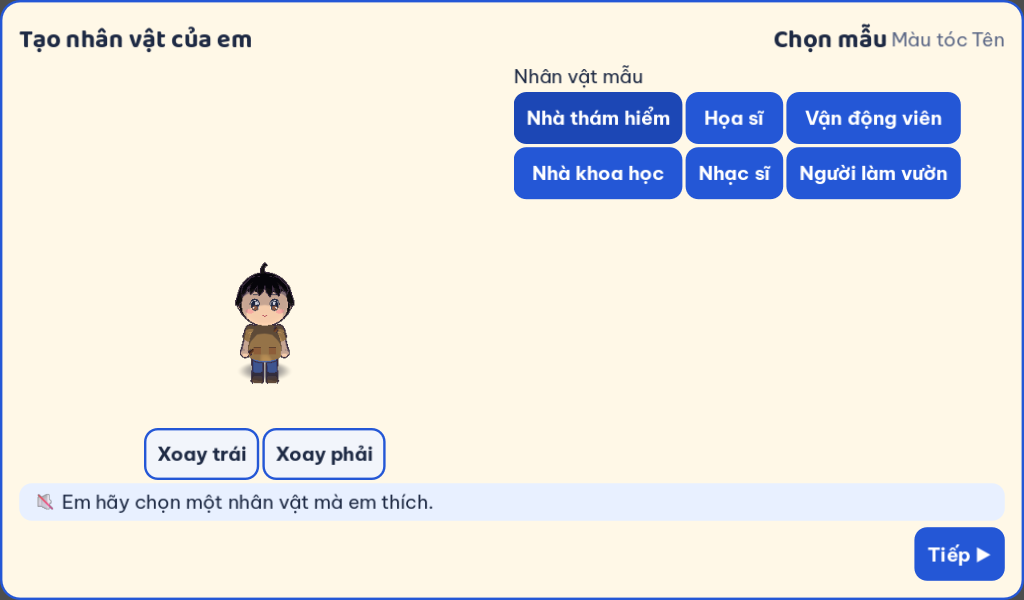 Tạo nhân vật của em
Chọn mẫu Màu tóc Tên
Nhân vật mẫu
Nhà thám hiểm Họa sĩ Vận động viên
Nhà khoa học Nhạc sĩ Người làm vườn
Xoay trái Xoay phải
Em hãy chọn một nhân vật mà em thích.
Tiếp ▶